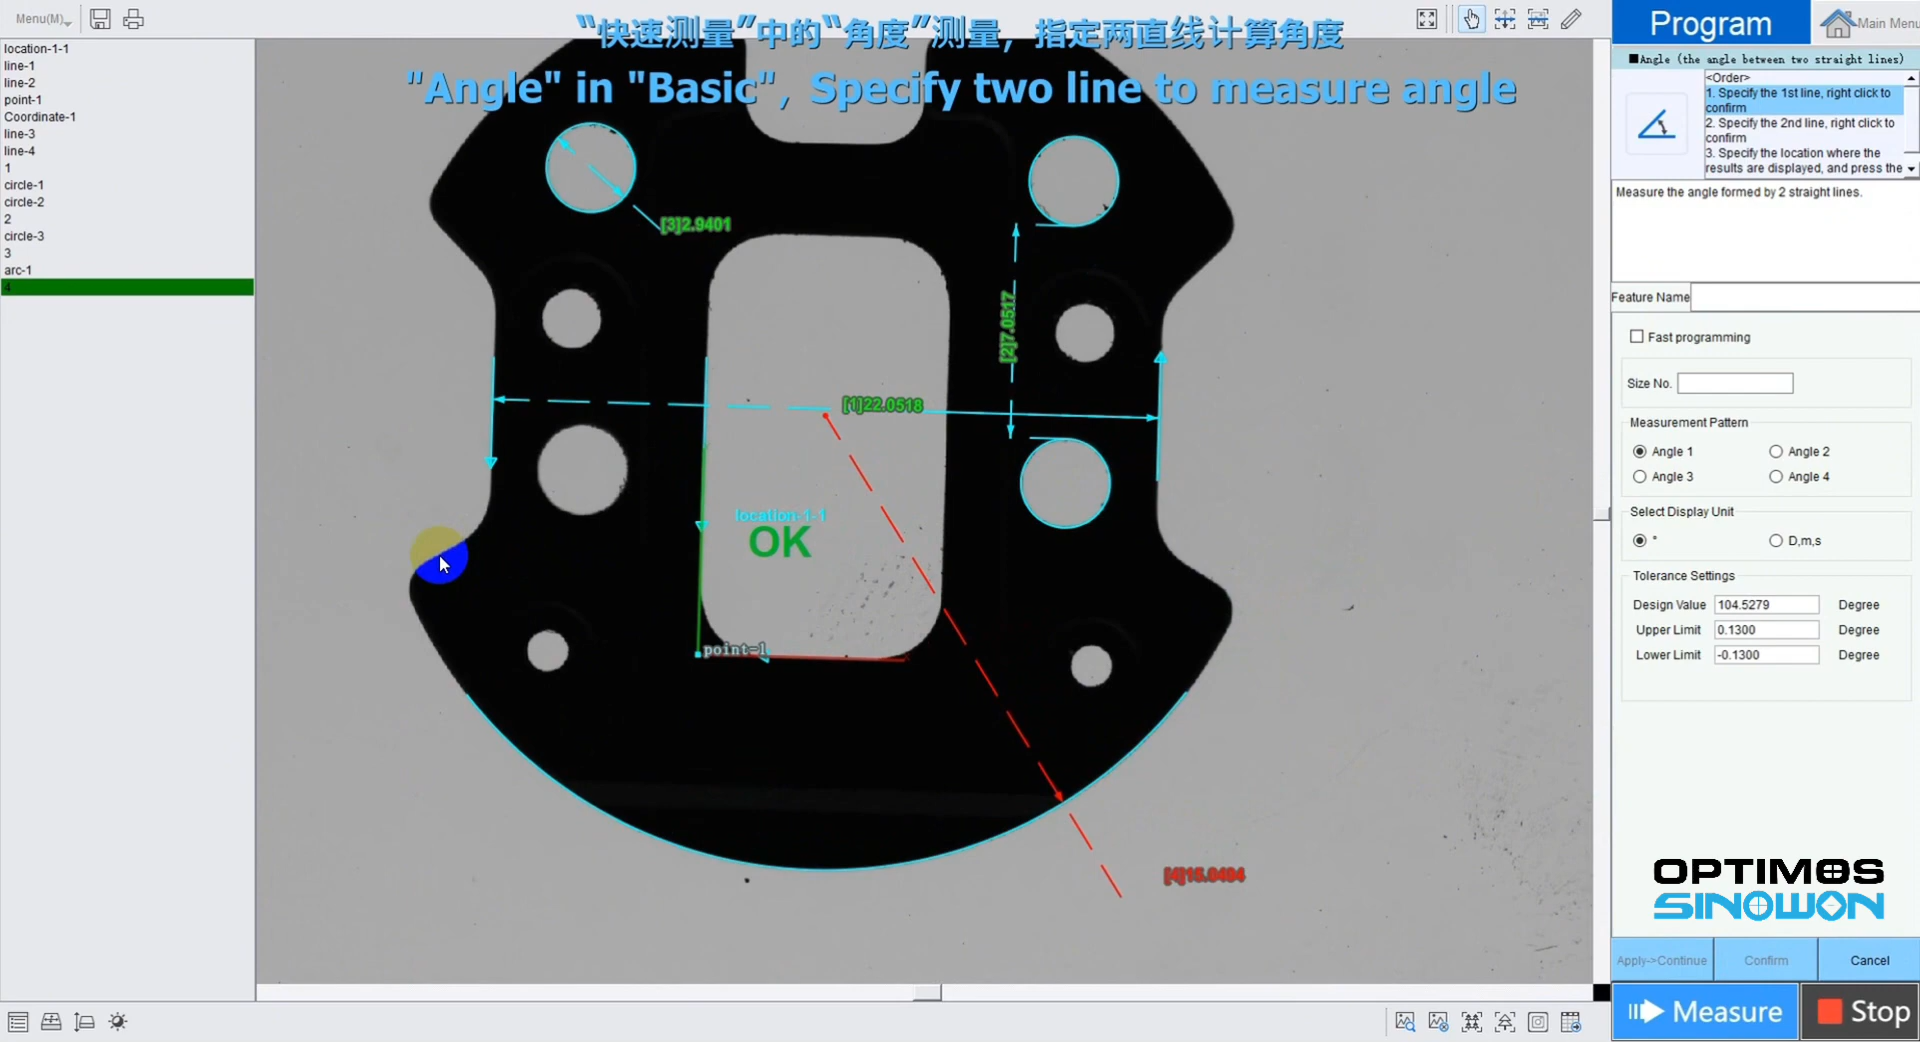 Menu(M)
location-1-1
line-1
line-2
point-1
Coordinate-1
line-3
line-4
1
circle-1
circle-2
2
circle-3
3
arc-1
4
“快速测量”中的“角度”测量，指定两直线计算角度
"Angle" in "Basic", Specify two line to measure angle
[3]2.9401
[2]7.0517
[1]22.0518
location-1-1
OK
point-1
[4]15.0404
Program
Main Menu
■Angle (the angle between two straight lines)
<Order>
1. Specify the 1st line, right click to
confirm
2. Specify the 2nd line, right click to
confirm
3. Specify the location where the
results are displayed, and press the
Measure the angle formed by 2 straight lines.
Feature Name
Fast programming
Size No.
Measurement Pattern
Angle 1
Angle 2
Angle 3
Angle 4
Select Display Unit
°
D,m,s
Tolerance Settings
Design Value 104.5279 Degree
Upper Limit 0.1300 Degree
Lower Limit -0.1300 Degree
OPTIMOS
SINOWON
Apply->Continue
Confirm
Cancel
Measure
Stop